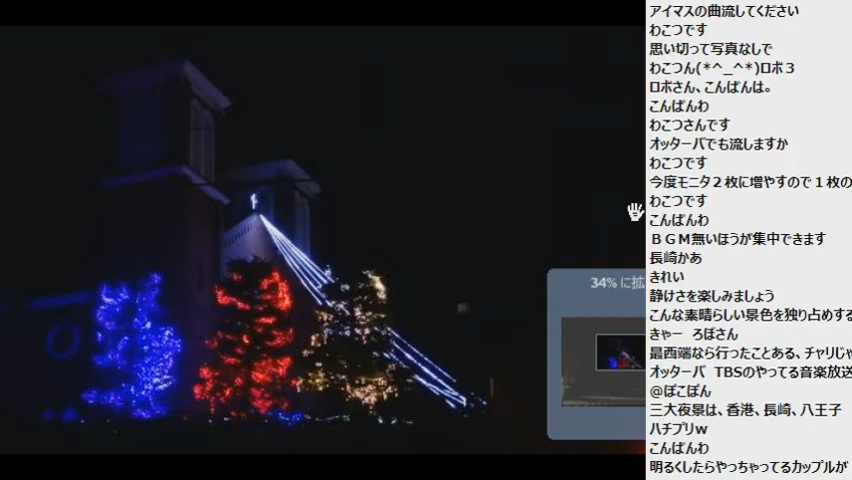 アイマスの曲流してください
わこつです
思い切って写真なしで
わこつん(*^_^*)ロボ３
ロボさん、こんばんは。
こんばんわ
わこつさんです
オッターバでも流しますか
わこつです
今度モニタ２枚に増やすので１枚の
わこつです
こんばんわ
ＢＧＭ無いほうが集中できます
長崎かあ
きれい
静けさを楽しみましょう
こんな素晴らしい景色を独り占めする
きゃー ろぼさん
最西端なら行ったことある、チャリじゃ
オッターバ TBSのやってる音楽放送
@ぽこぽん
三大夜景は、香港、長崎、八王子
ハチプリｗ
こんばんわ
明るくしたらやっちゃってるカップルが
34% に拡